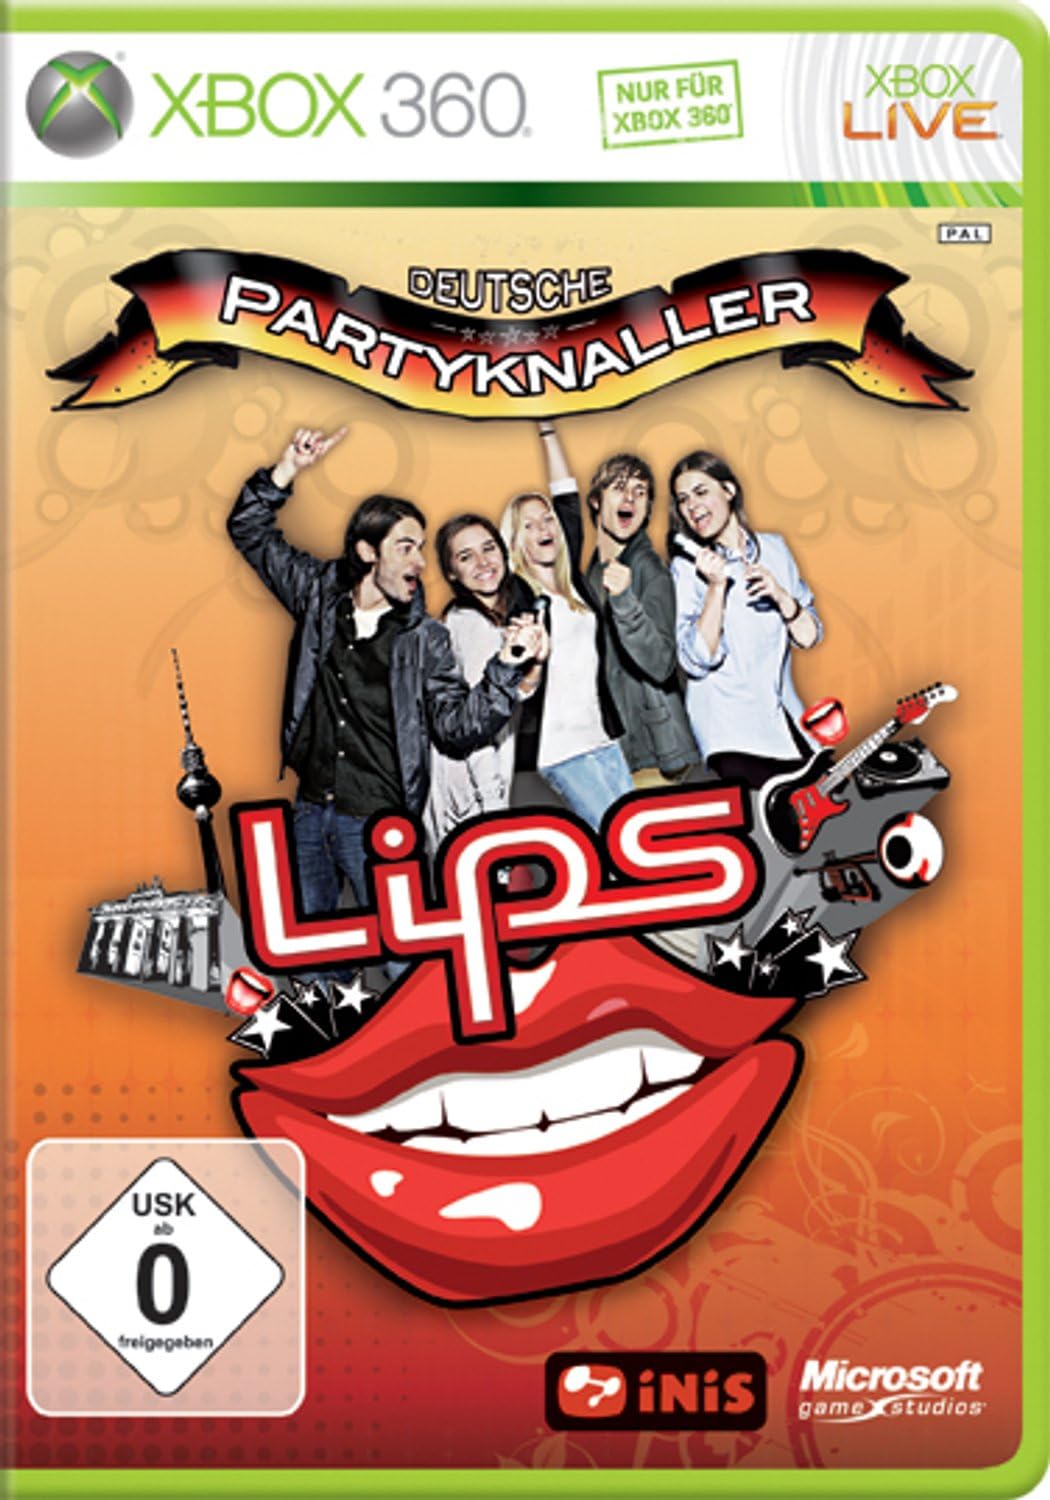 XBOX 360
NUR FÜR
XBOX 360
XBOX
LIVE
PAL
DEUTSCHE
PARTYKNALLER
Lips
USK
ab
0
freigegeben
iNiS
Microsoft
game studios